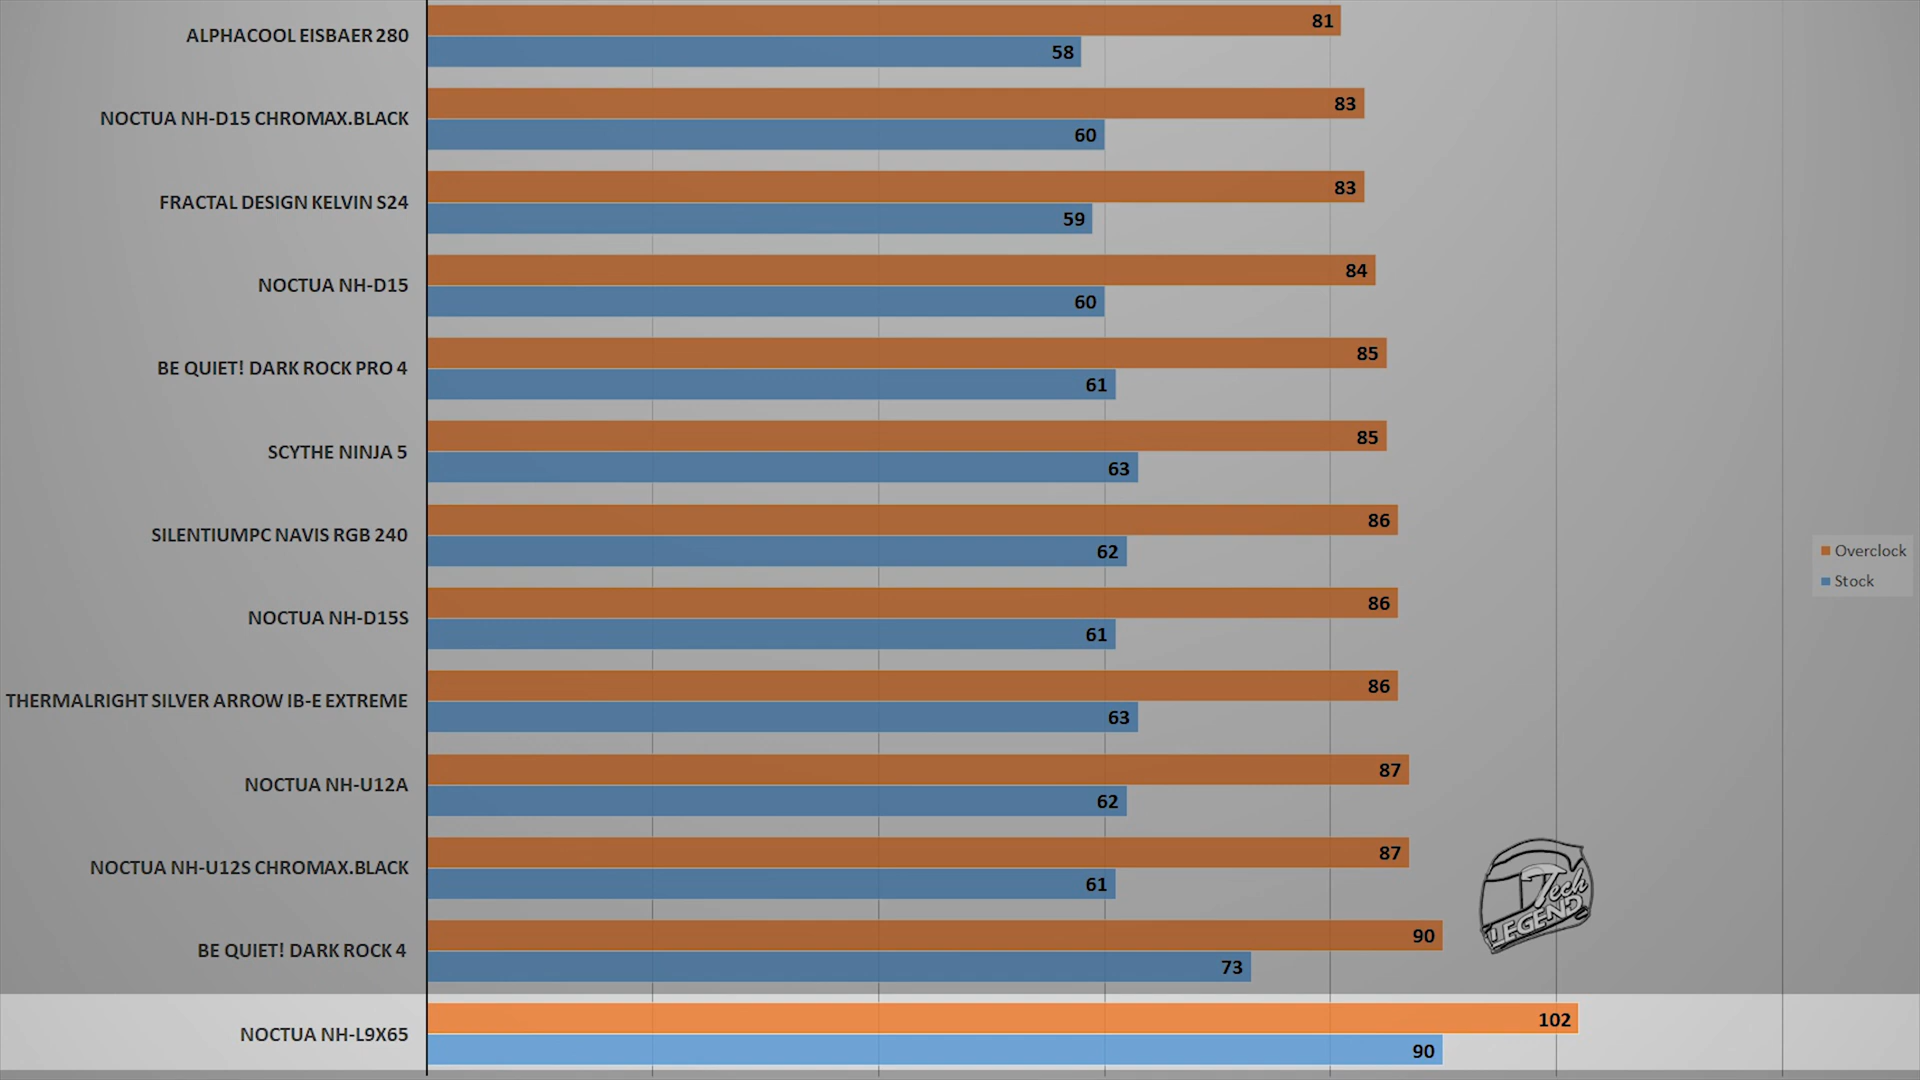 ALPHACOOL EISBAER 280
81
58
NOCTUA NH-D15 CHROMAX.BLACK
83
60
FRACTAL DESIGN KELVIN S24
83
59
NOCTUA NH-D15
84
60
BE QUIET! DARK ROCK PRO 4
85
61
SCYTHE NINJA 5
85
63
SILENTIUMPC NAVIS RGB 240
86
62
NOCTUA NH-D15S
86
61
THERMALRIGHT SILVER ARROW IB-E EXTREME
86
63
NOCTUA NH-U12A
87
62
NOCTUA NH-U12S CHROMAX.BLACK
87
61
BE QUIET! DARK ROCK 4
90
73
NOCTUA NH-L9X65
102
90
Overclock
Stock
Tech
LEGEND